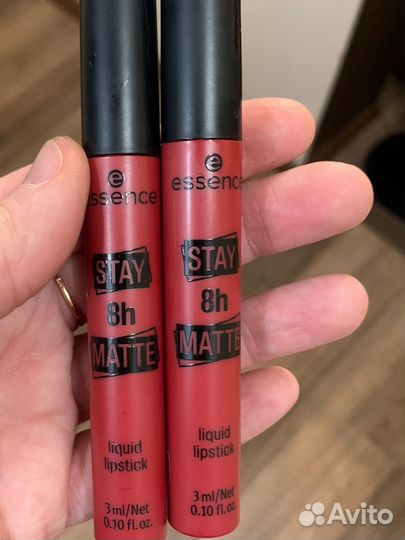 essence
STAY
8h
MATTE
liquid
lipstick
3 ml/Net
0.10 fl.oz.
essence
STAY
8h
MATTE
liquid
lipstick
3 ml/Net
0.10 fl.oz.
Avito